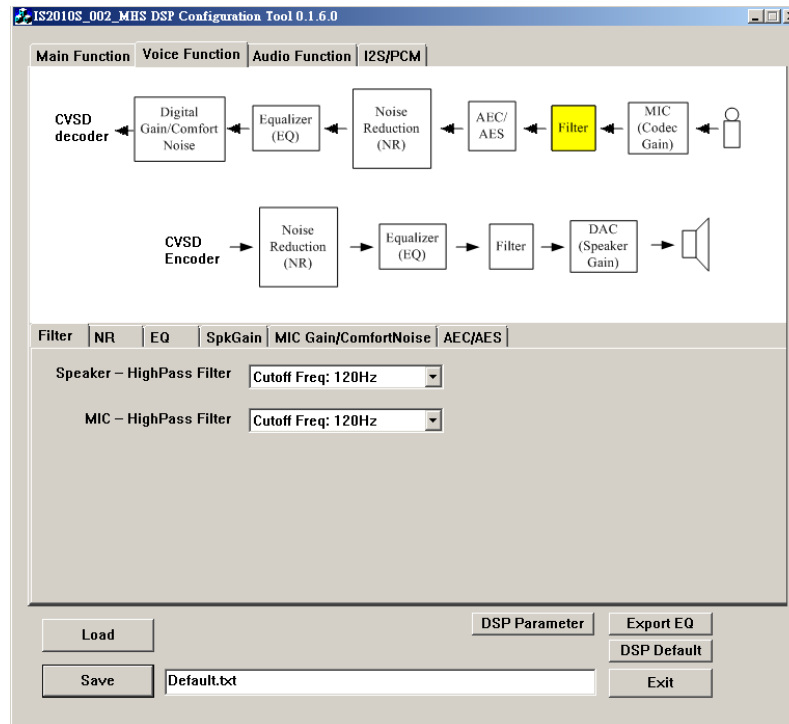 IS2010S_002_MHS DSP Configuration Tool 0.1.6.0
Main Function
Voice Function
Audio Function
I2S/PCM
CVSD
decoder
Digital
Gain/Comfort
Noise
Equalizer
(EQ)
Noise
Reduction
(NR)
AEC/
AES
Filter
MIC
(Codec
Gain)
CVSD
Encoder
Noise
Reduction
(NR)
Equalizer
(EQ)
Filter
DAC
(Speaker
Gain)
Filter
NR
EQ
SpkGain
MIC Gain/ComfortNoise
AEC/AES
Speaker – HighPass Filter
Cutoff Freq: 120Hz
MIC – HighPass Filter
Cutoff Freq: 120Hz
Load
DSP Parameter
Export EQ
DSP Default
Save
Default.txt
Exit